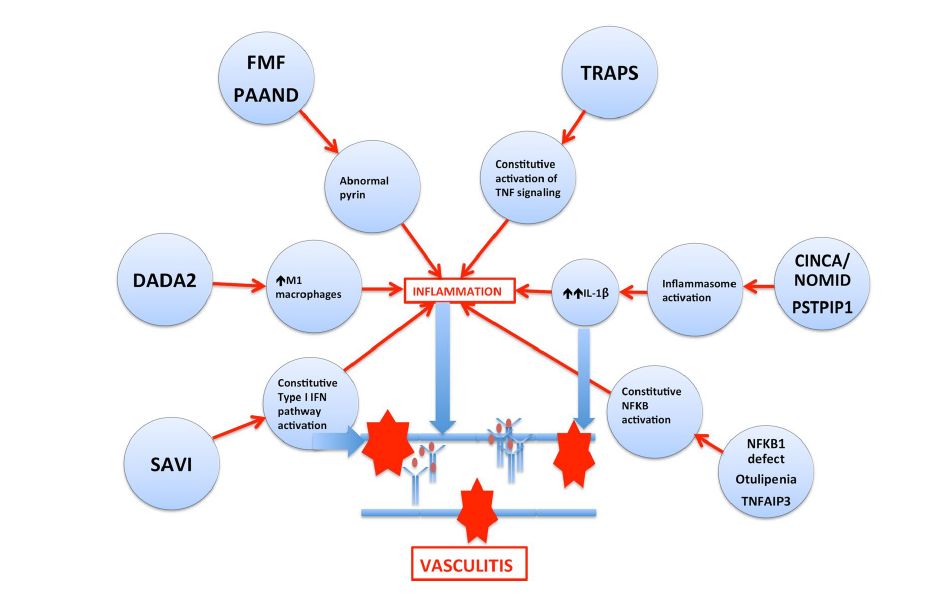 FMF
PAAND
TRAPS
Abnormal
pyrin
Constitutive
activation of
TNF signaling
DADA2
🡅M1
macrophages
INFLAMMATION
🡅🡅IL-1β
Inflammasome
activation
CINCA/
NOMID
PSTPIP1
Constitutive
Type I IFN
pathway
activation
Constitutive
NFKB
activation
SAVI
NFKB1
defect
Otulipenia
TNFAIP3
VASCULITIS